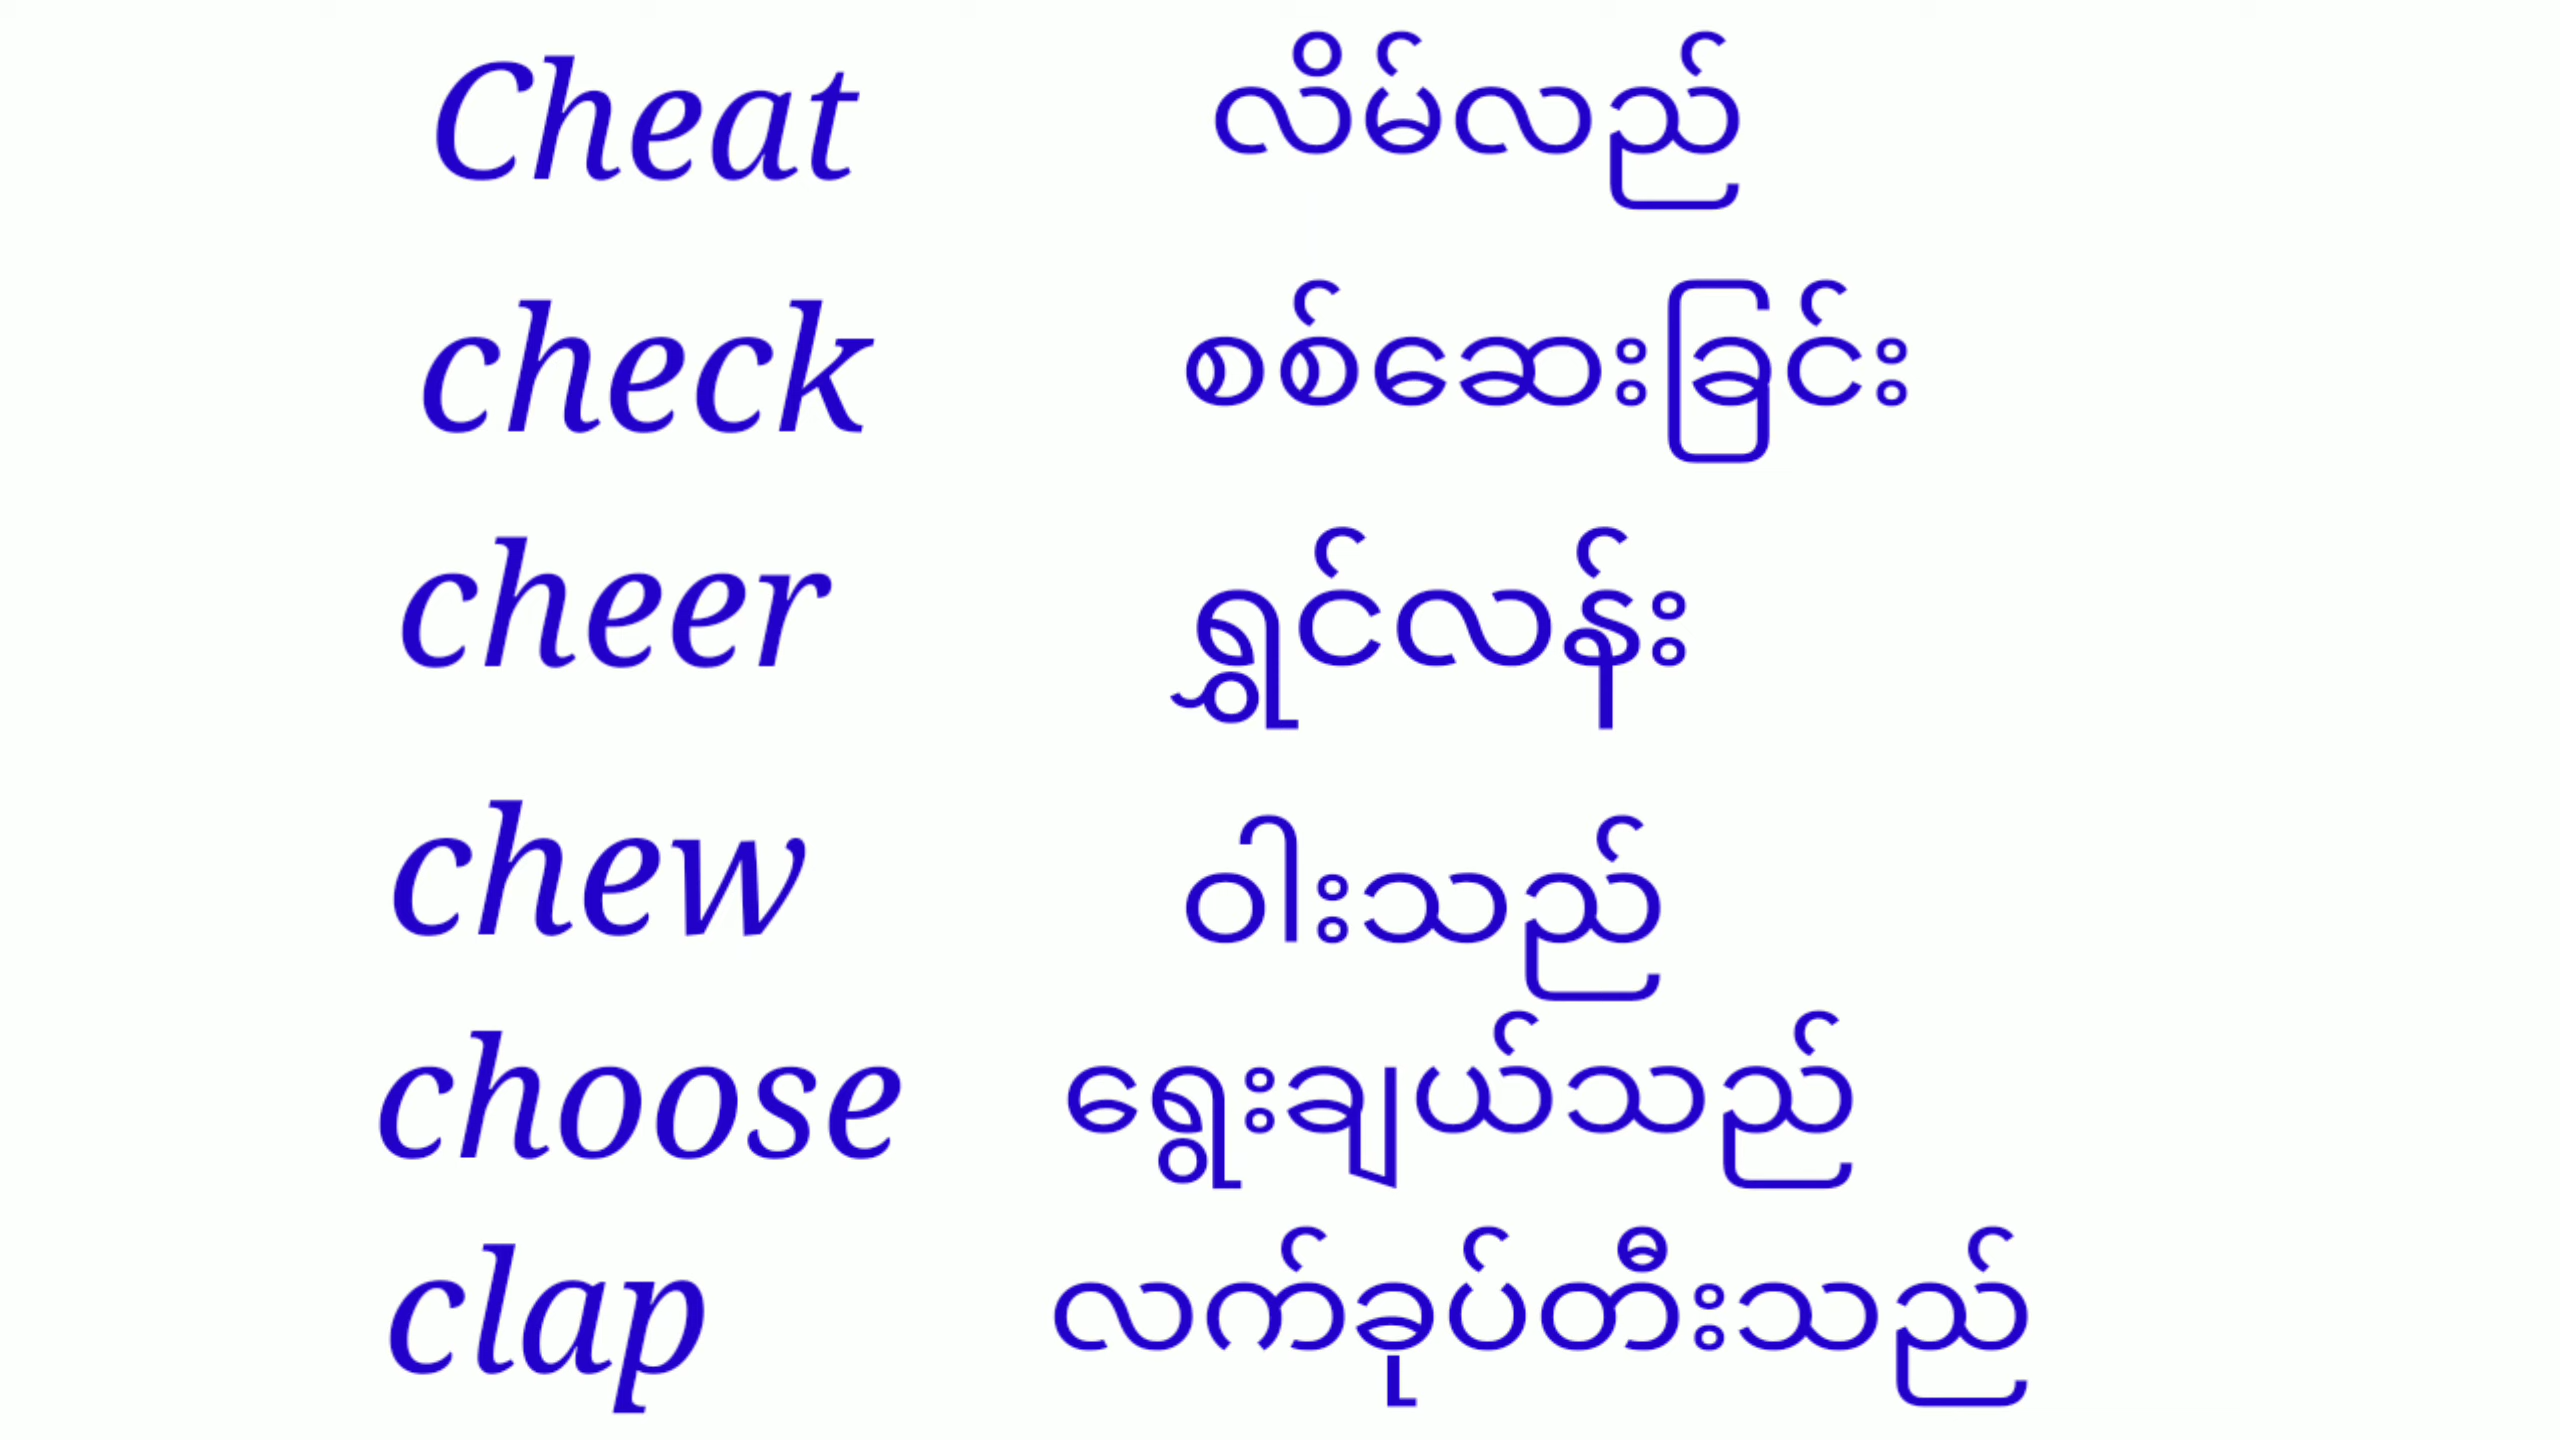 Cheat လိမ်လည်
check စစ်ဆေးခြင်း
cheer ရွှင်လန်း
chew ဝါးသည်
choose ရွေးချယ်သည်
clap လက်ခုပ်တီးသည်